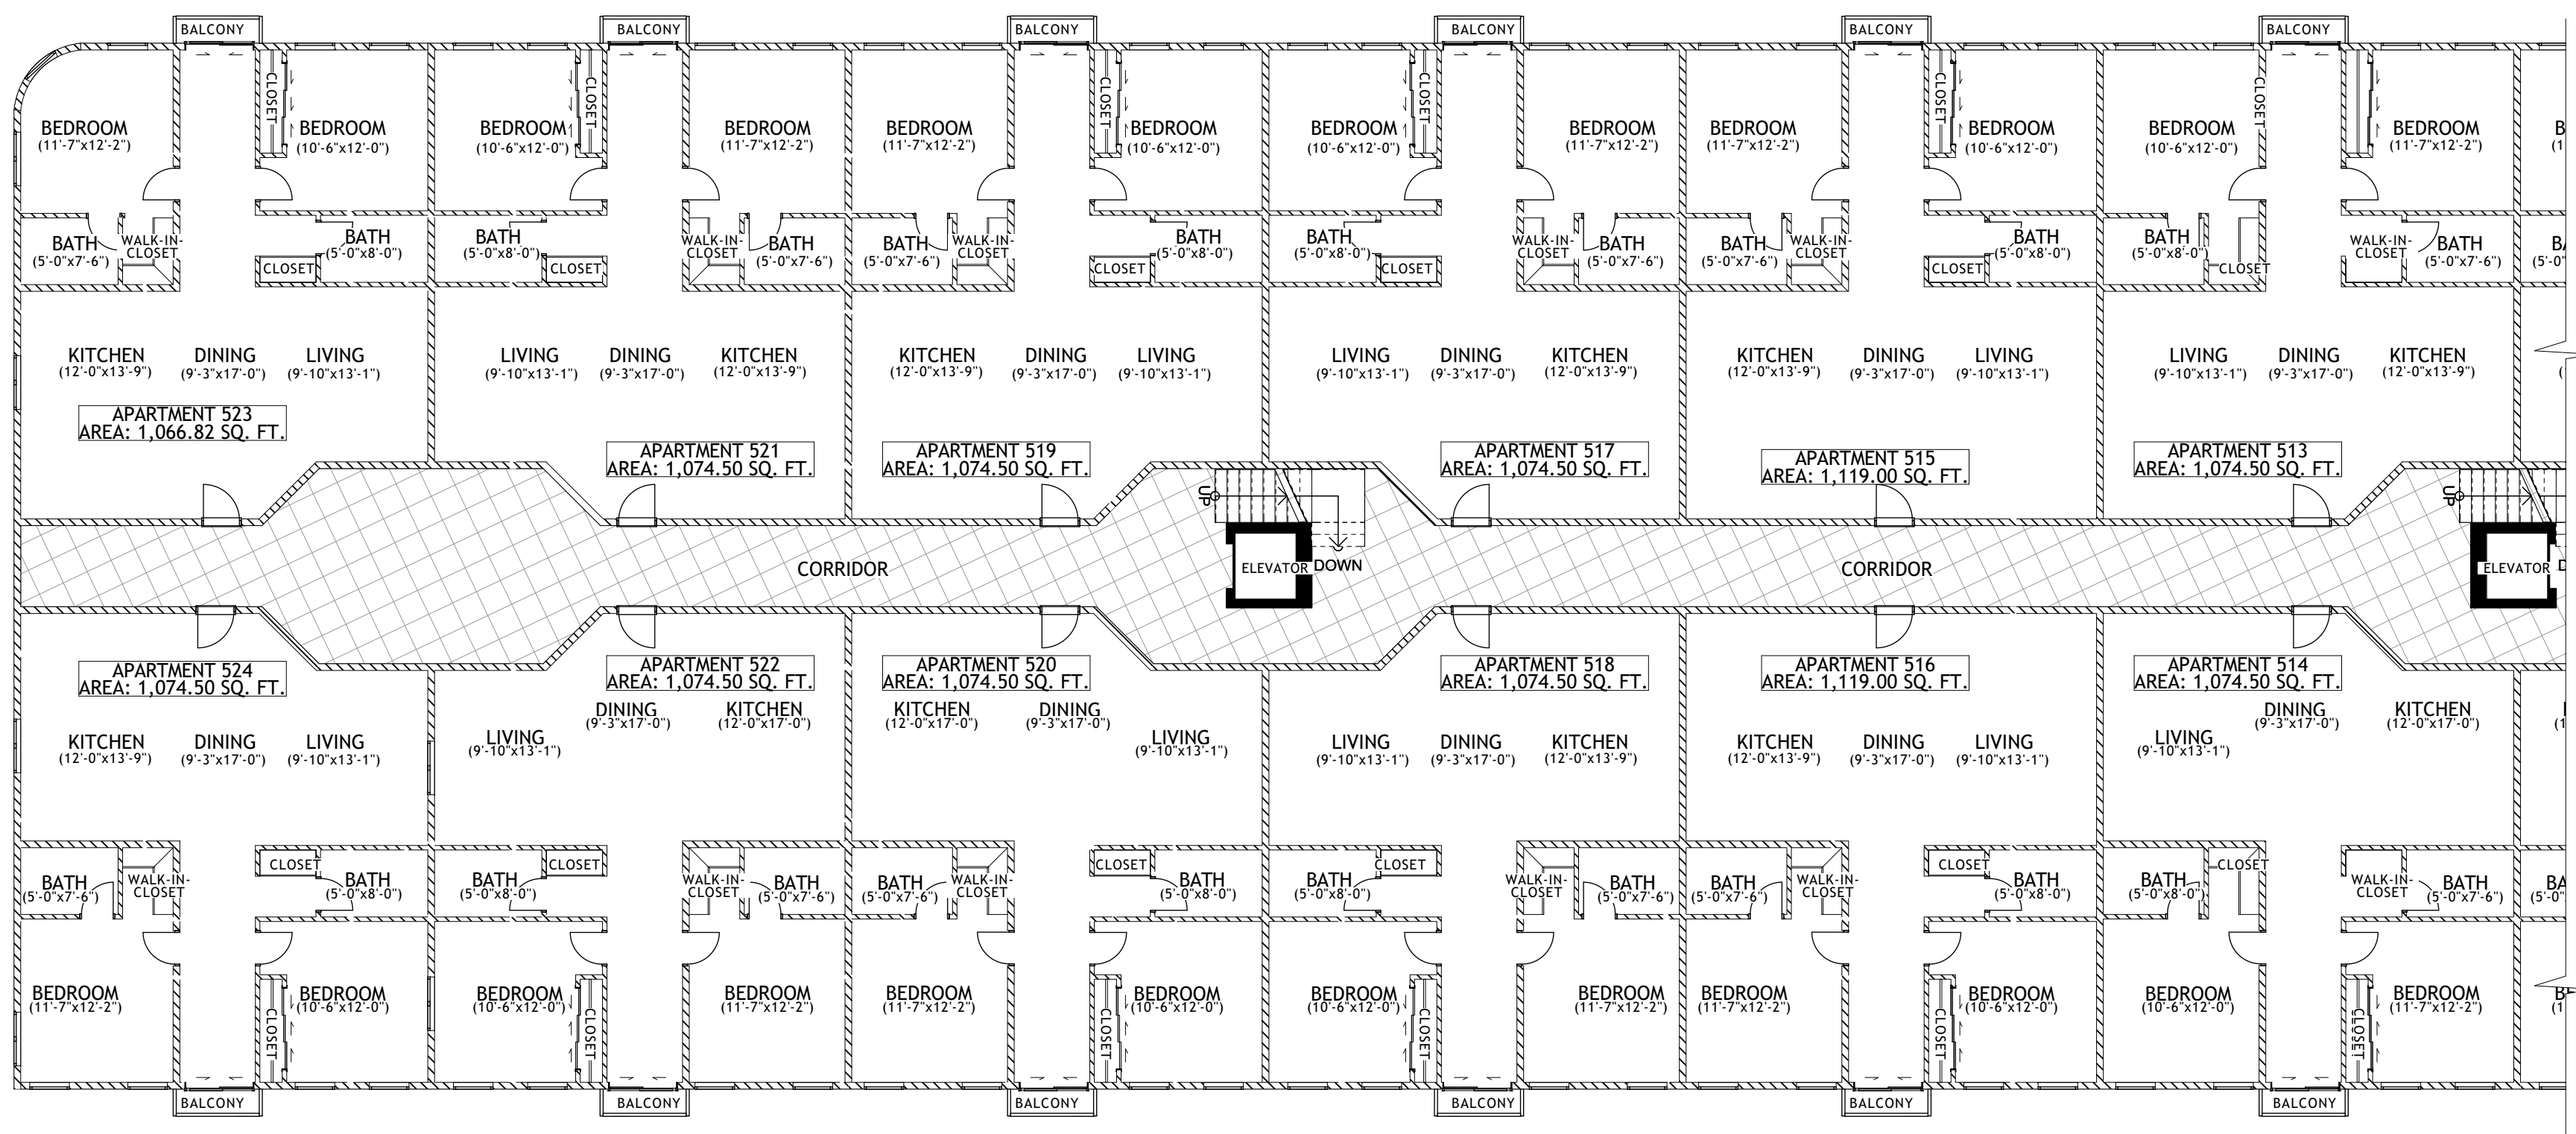 BALCONY
BALCONY
BALCONY
BALCONY
BALCONY
BALCONY
CLOSET
CLOSET
CLOSET
CLOSET
CLOSET
CLOSET
BEDROOM
(11'-7"x12'-2")
BEDROOM
(10'-6"x12'-0")
BEDROOM
(10'-6"x12'-0")
BEDROOM
(11'-7"x12'-2")
BEDROOM
(11'-7"x12'-2")
BEDROOM
(10'-6"x12'-0")
BEDROOM
(10'-6"x12'-0")
BEDROOM
(11'-7"x12'-2")
BEDROOM
(11'-7"x12'-2")
BEDROOM
(10'-6"x12'-0")
BEDROOM
(10'-6"x12'-0")
BEDROOM
(11'-7"x12'-2")
BATH
(5'-0"x7'-6")
WALK-IN-
CLOSET
CLOSET
BATH
(5'-0"x8'-0")
BATH
(5'-0"x8'-0")
CLOSET
WALK-IN-
CLOSET
BATH
(5'-0"x7'-6")
BATH
(5'-0"x7'-6")
WALK-IN-
CLOSET
CLOSET
BATH
(5'-0"x8'-0")
BATH
(5'-0"x8'-0")
CLOSET
WALK-IN-
CLOSET
BATH
(5'-0"x7'-6")
BATH
(5'-0"x7'-6")
WALK-IN-
CLOSET
CLOSET
BATH
(5'-0"x8'-0")
BATH
(5'-0"x8'-0")
CLOSET
WALK-IN-
CLOSET
BATH
(5'-0"x7'-6")
KITCHEN
(12'-0"x13'-9")
DINING
(9'-3"x17'-0")
LIVING
(9'-10"x13'-1")
LIVING
(9'-10"x13'-1")
DINING
(9'-3"x17'-0")
KITCHEN
(12'-0"x13'-9")
KITCHEN
(12'-0"x13'-9")
DINING
(9'-3"x17'-0")
LIVING
(9'-10"x13'-1")
LIVING
(9'-10"x13'-1")
DINING
(9'-3"x17'-0")
KITCHEN
(12'-0"x13'-9")
KITCHEN
(12'-0"x13'-9")
DINING
(9'-3"x17'-0")
LIVING
(9'-10"x13'-1")
LIVING
(9'-10"x13'-1")
DINING
(9'-3"x17'-0")
KITCHEN
(12'-0"x13'-9")
APARTMENT 523
AREA: 1,066.82 SQ. FT.
APARTMENT 521
AREA: 1,074.50 SQ. FT.
APARTMENT 519
AREA: 1,074.50 SQ. FT.
APARTMENT 517
AREA: 1,074.50 SQ. FT.
APARTMENT 515
AREA: 1,119.00 SQ. FT.
APARTMENT 513
AREA: 1,074.50 SQ. FT.
UP
UP
CORRIDOR
ELEVATOR
DOWN
CORRIDOR
ELEVATOR
APARTMENT 524
AREA: 1,074.50 SQ. FT.
APARTMENT 522
AREA: 1,074.50 SQ. FT.
APARTMENT 520
AREA: 1,074.50 SQ. FT.
APARTMENT 518
AREA: 1,074.50 SQ. FT.
APARTMENT 516
AREA: 1,119.00 SQ. FT.
APARTMENT 514
AREA: 1,074.50 SQ. FT.
KITCHEN
(12'-0"x13'-9")
DINING
(9'-3"x17'-0")
LIVING
(9'-10"x13'-1")
LIVING
(9'-10"x13'-1")
DINING
(9'-3"x17'-0")
KITCHEN
(12'-0"x17'-0")
KITCHEN
(12'-0"x17'-0")
DINING
(9'-3"x17'-0")
LIVING
(9'-10"x13'-1")
LIVING
(9'-10"x13'-1")
DINING
(9'-3"x17'-0")
KITCHEN
(12'-0"x13'-9")
KITCHEN
(12'-0"x13'-9")
DINING
(9'-3"x17'-0")
LIVING
(9'-10"x13'-1")
LIVING
(9'-10"x13'-1")
DINING
(9'-3"x17'-0")
KITCHEN
(12'-0"x17'-0")
BATH
(5'-0"x7'-6")
WALK-IN-
CLOSET
CLOSET
BATH
(5'-0"x8'-0")
BATH
(5'-0"x8'-0")
CLOSET
WALK-IN-
CLOSET
BATH
(5'-0"x7'-6")
BATH
(5'-0"x7'-6")
WALK-IN-
CLOSET
CLOSET
BATH
(5'-0"x8'-0")
BATH
(5'-0"x8'-0")
CLOSET
WALK-IN-
CLOSET
BATH
(5'-0"x7'-6")
BATH
(5'-0"x7'-6")
WALK-IN-
CLOSET
CLOSET
BATH
(5'-0"x8'-0")
BATH
(5'-0"x8'-0")
CLOSET
WALK-IN-
CLOSET
BATH
(5'-0"x7'-6")
BEDROOM
(11'-7"x12'-2")
BEDROOM
(10'-6"x12'-0")
BEDROOM
(10'-6"x12'-0")
BEDROOM
(11'-7"x12'-2")
BEDROOM
(11'-7"x12'-2")
BEDROOM
(10'-6"x12'-0")
BEDROOM
(10'-6"x12'-0")
BEDROOM
(11'-7"x12'-2")
BEDROOM
(11'-7"x12'-2")
BEDROOM
(10'-6"x12'-0")
BEDROOM
(10'-6"x12'-0")
BEDROOM
(11'-7"x12'-2")
CLOSET
CLOSET
CLOSET
CLOSET
CLOSET
CLOSET
BALCONY
BALCONY
BALCONY
BALCONY
BALCONY
BALCONY